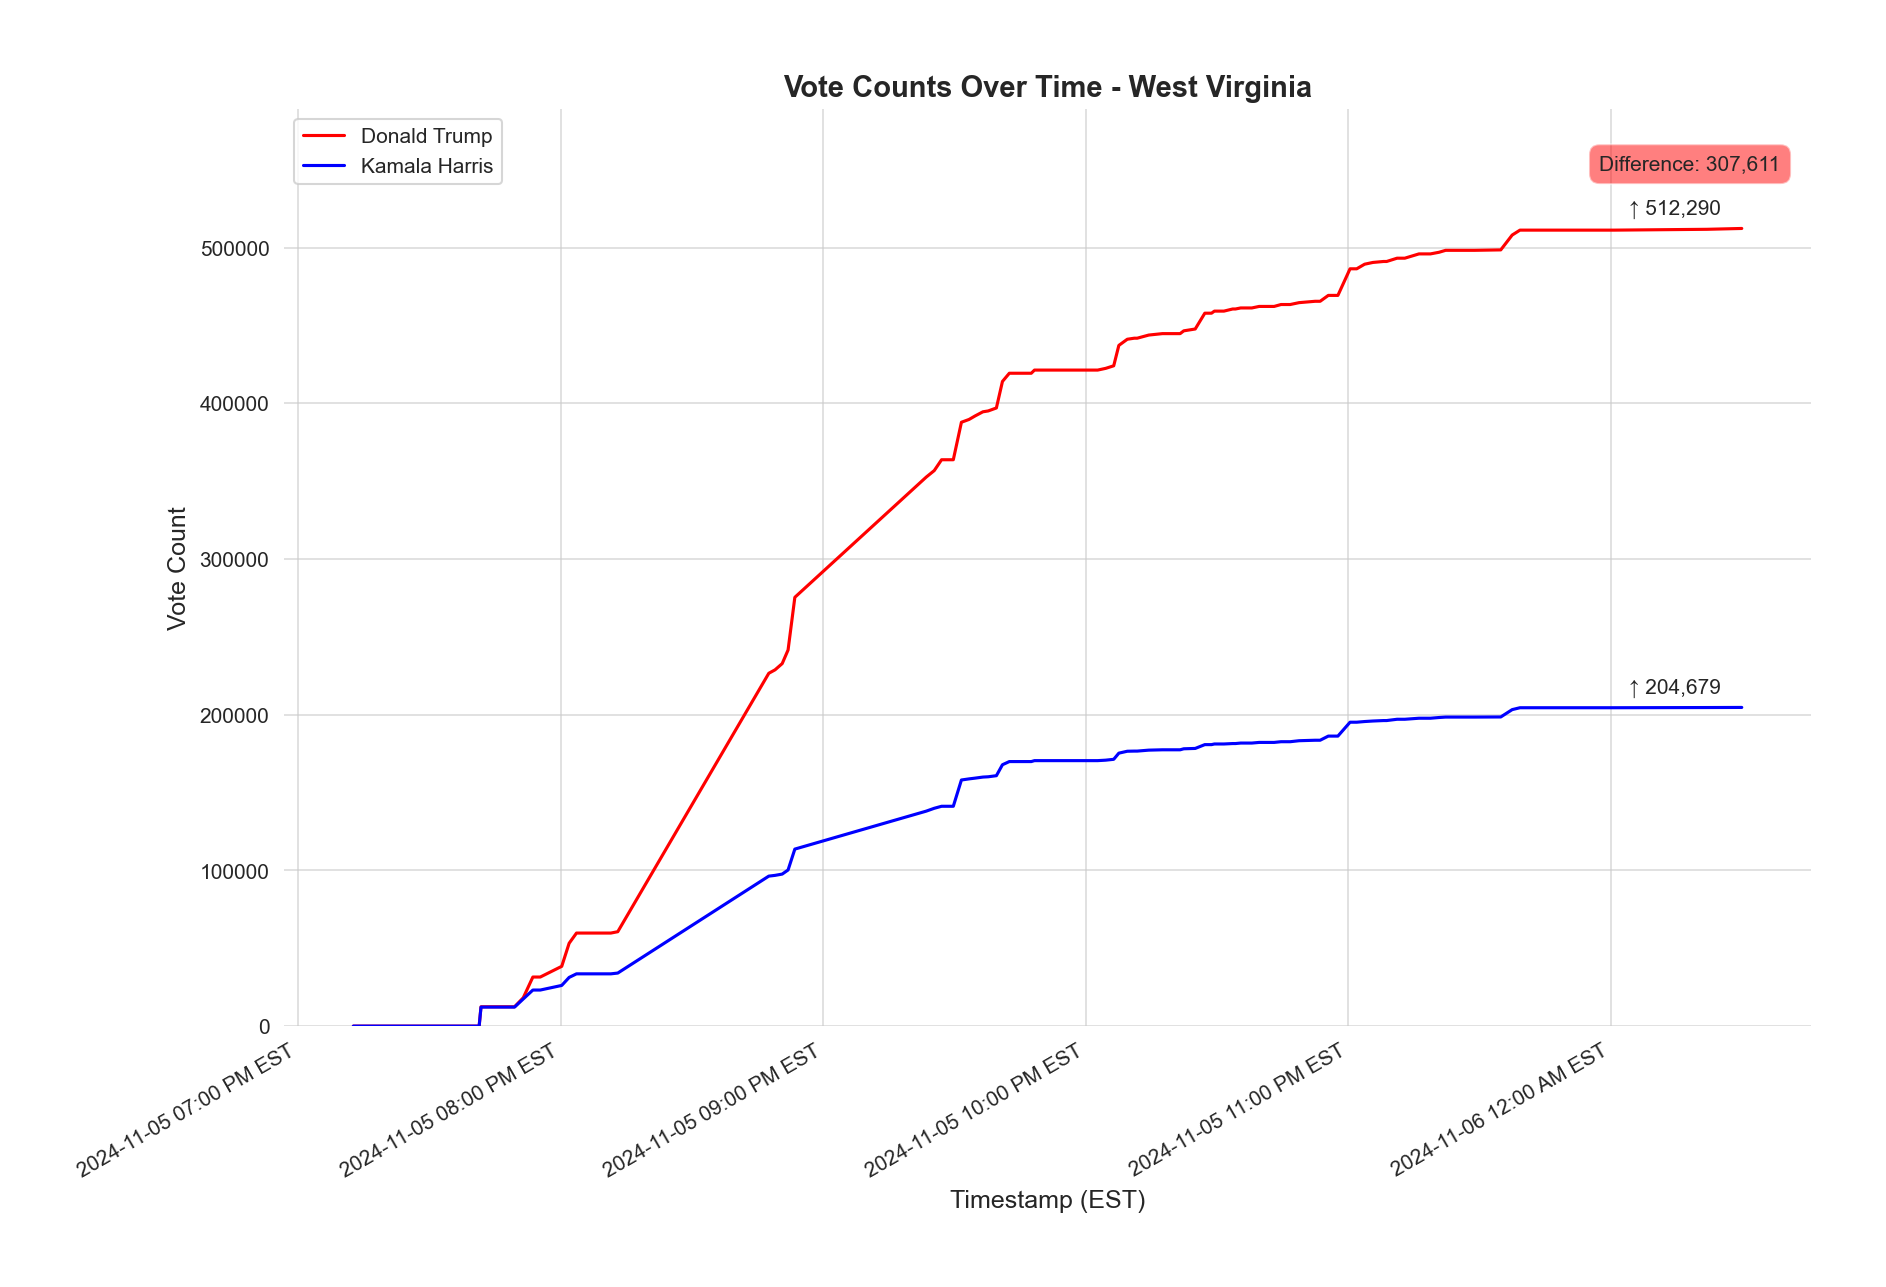 Vote Counts Over Time - West Virginia
Donald Trump
Kamala Harris
Difference: 307,611
↑ 512,290
↑ 204,679
Vote Count
500000
400000
300000
200000
100000
0
2024-11-05 07:00 PM EST
2024-11-05 08:00 PM EST
2024-11-05 09:00 PM EST
2024-11-05 10:00 PM EST
2024-11-05 11:00 PM EST
2024-11-06 12:00 AM EST
Timestamp (EST)